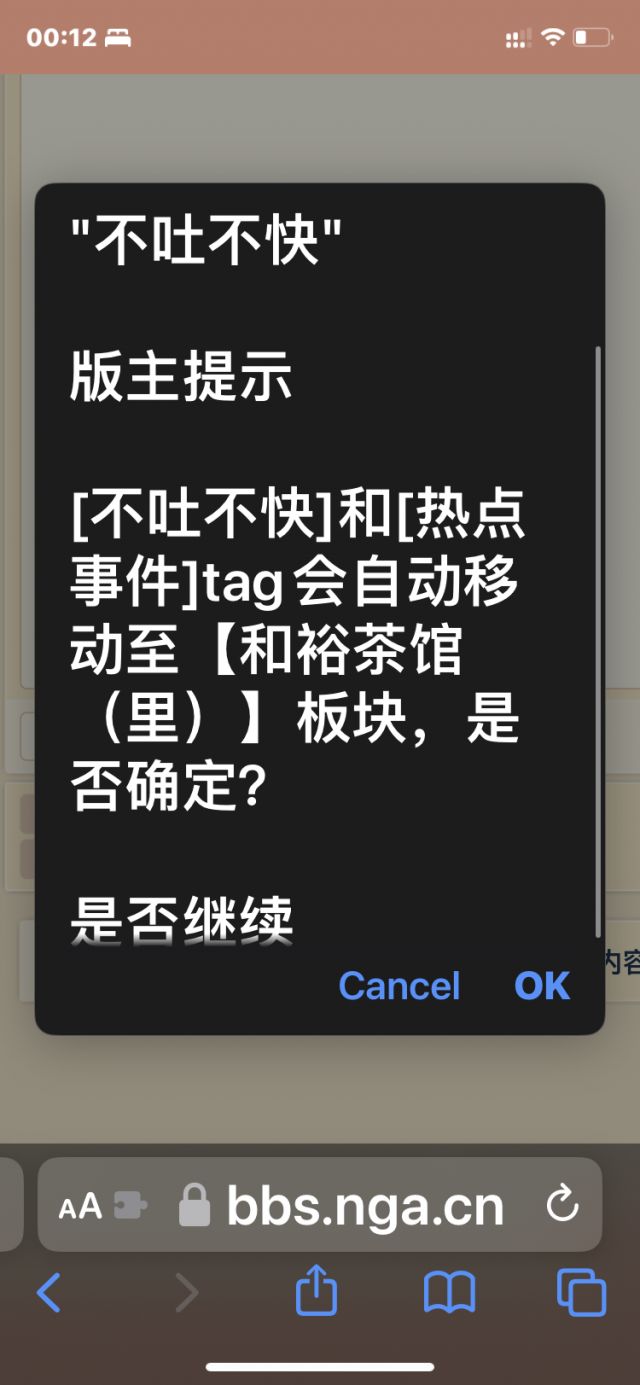 00:12
"不吐不快"
版主提示
[不吐不快]和[热点
事件]tag会自动移
动至【和裕茶馆
（里）】板块，是
否确定?
是否继续
内容
Cancel OK
AA bbs.nga.cn